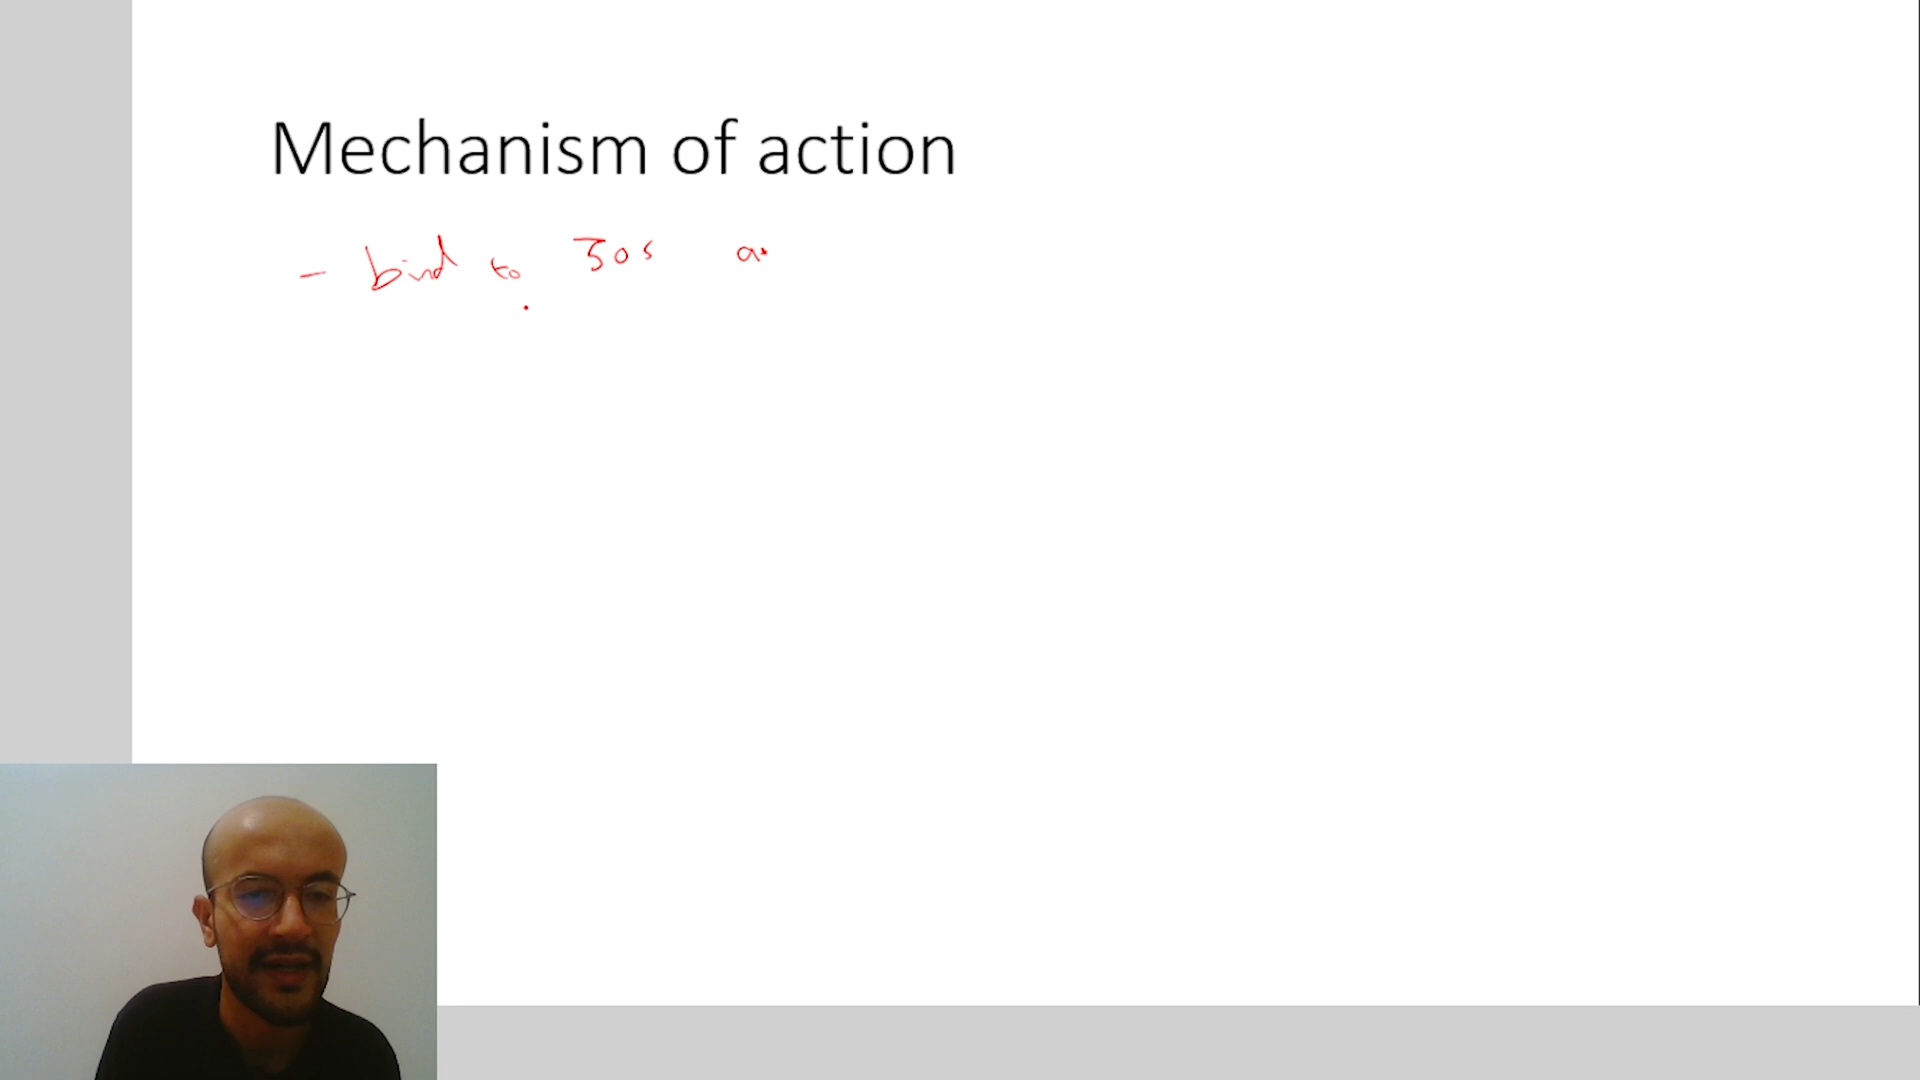 Mechanism of action
- bind to 30s